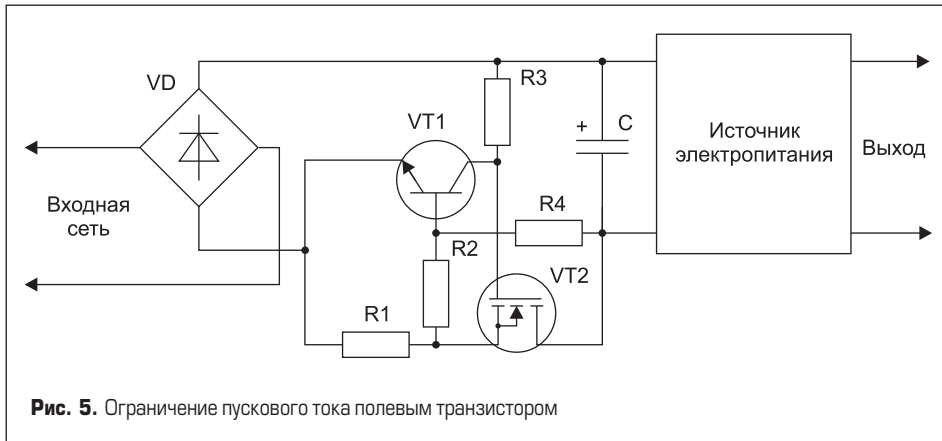 VD
R3
VT1
+
C
Источник
электропитания
Выход
Входная
сеть
R4
R2
VT2
R1
Рис. 5. Ограничение пускового тока полевым транзистором